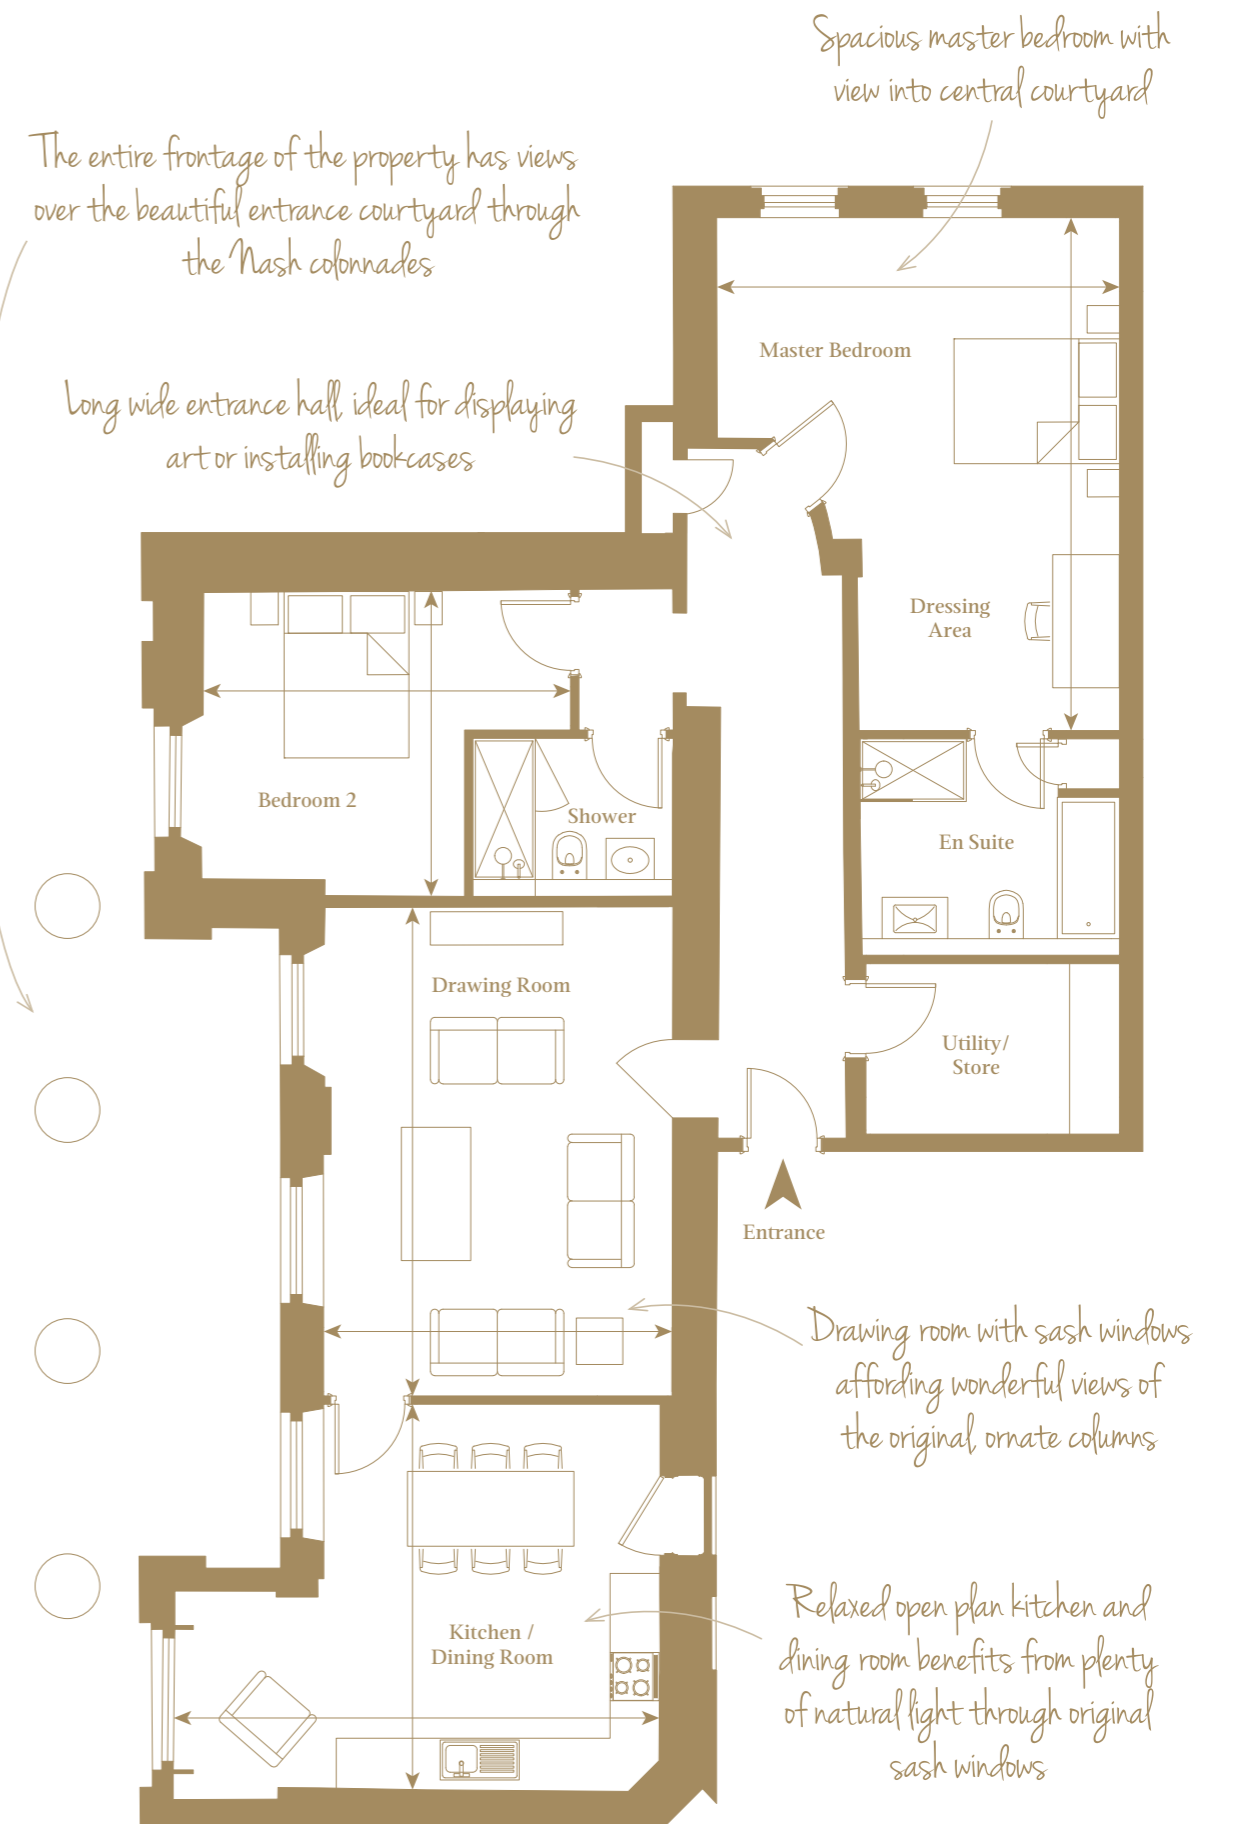 Spacious master bedroom with
view into central courtyard
The entire frontage of the property has views
over the beautiful entrance courtyard through
the Nash colonnades
Master Bedroom
Long wide entrance hall, ideal for displaying
art or installing bookcases
Dressing
Area
Bedroom 2
Shower
En Suite
Drawing Room
Utility/
Store
Entrance
Drawing room with sash windows
affording wonderful views of
the original, ornate columns
Relaxed open plan kitchen and
dining room benefits from plenty
of natural light through original
sash windows
Kitchen /
Dining Room